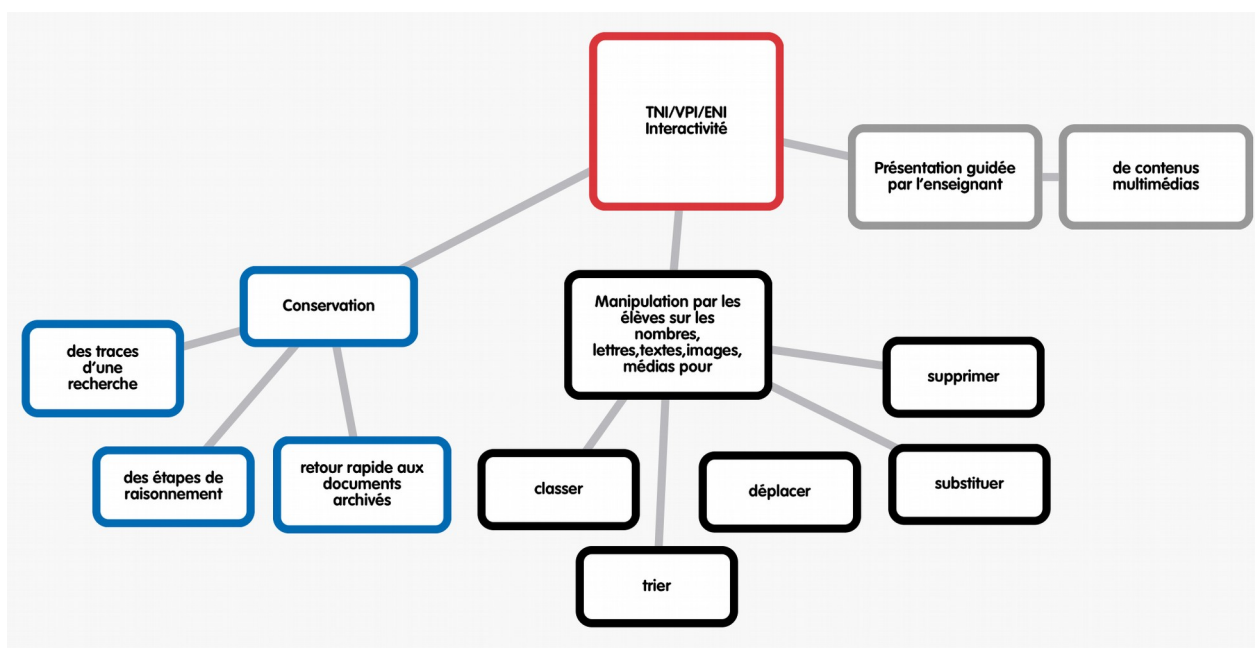 TNI/VPI/ENI
Interactivité
Présentation guidée
par l'enseignant
de contenus
multimédias
Conservation
des traces
d'une
recherche
des étapes de
raisonnement
retour rapide aux
documents
archivés
Manipulation par les
élèves sur les
nombres,
lettres,textes,images,
médias pour
supprimer
substituer
déplacer
classer
trier